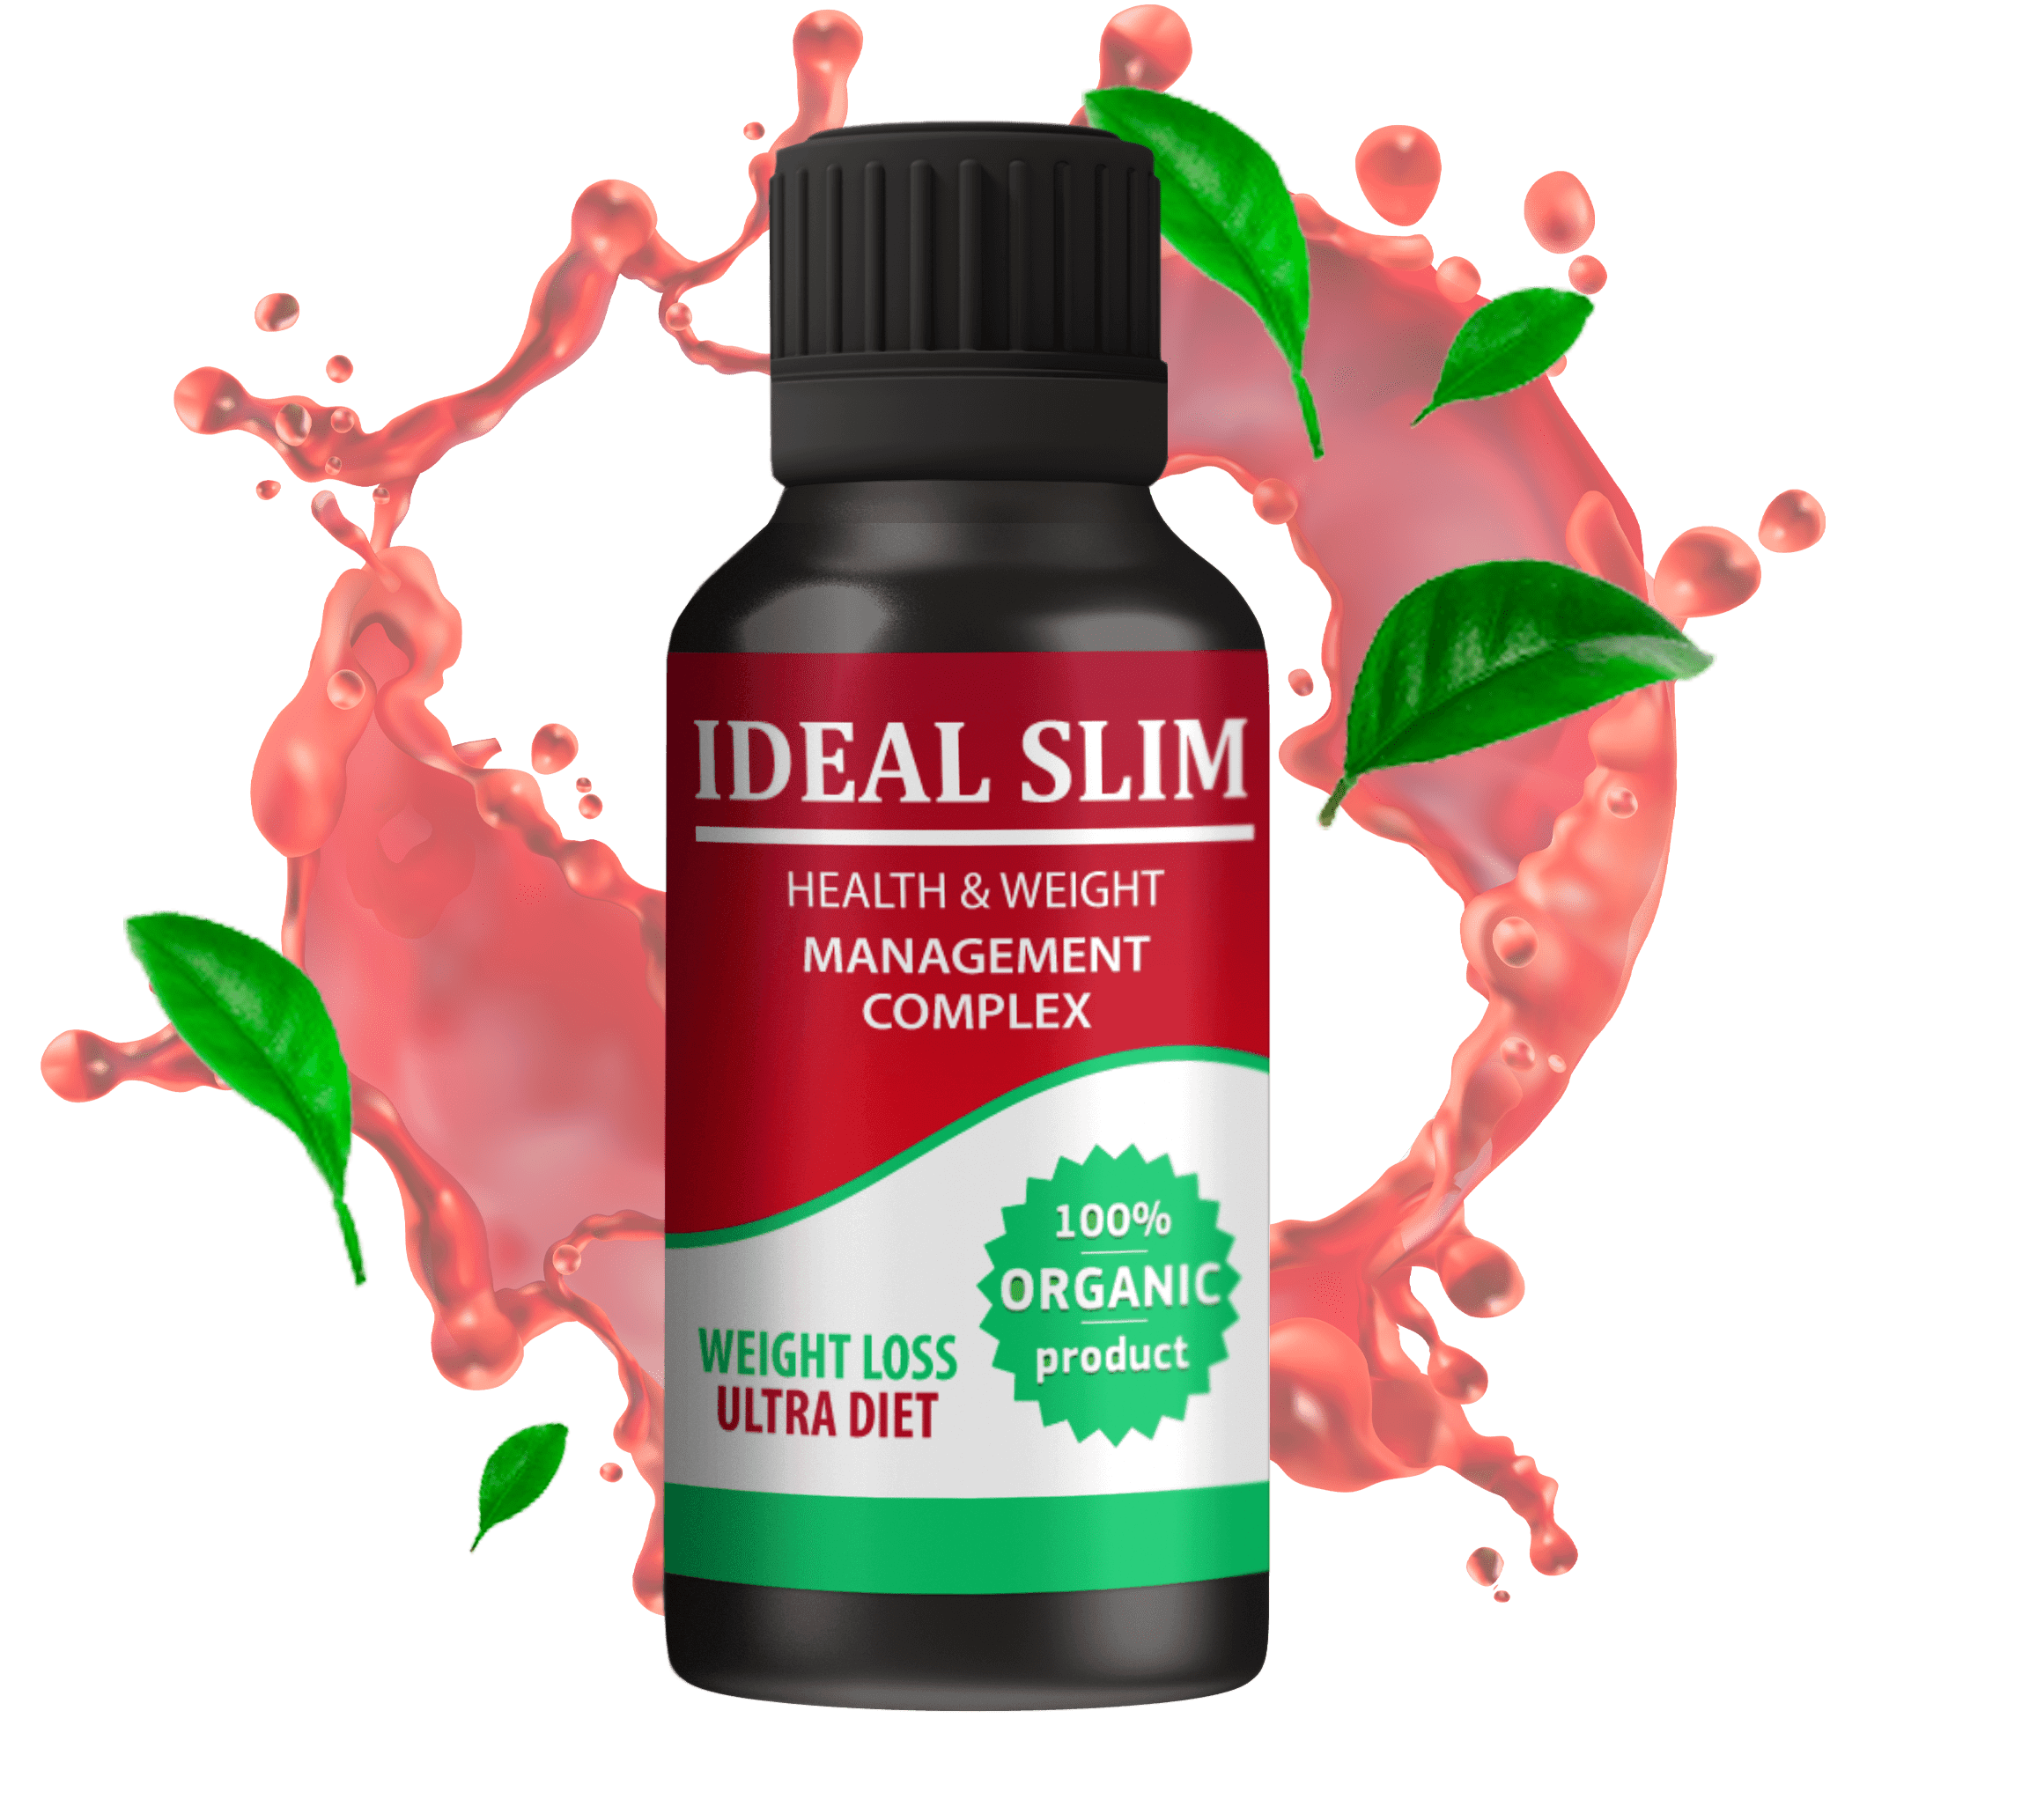 IDEAL SLIM
HEALTH & WEIGHT
MANAGEMENT
COMPLEX
100%
ORGANIC
product
WEIGHT LOSS
ULTRA DIET